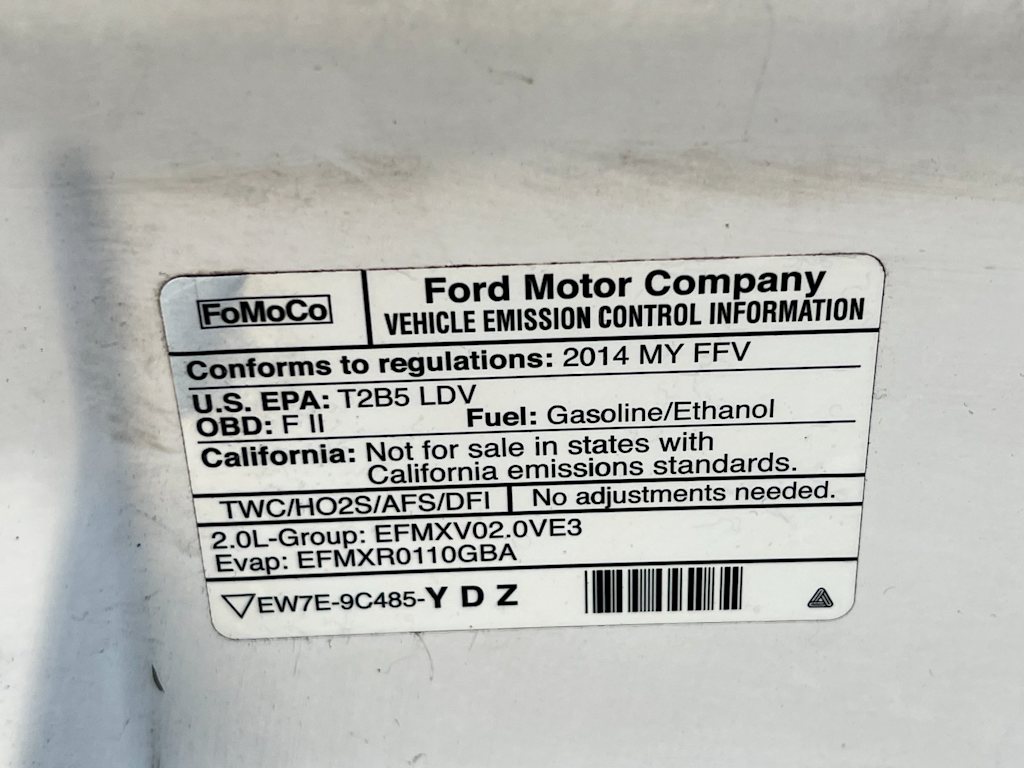 FoMoCo
Ford Motor Company
VEHICLE EMISSION CONTROL INFORMATION
Conforms to regulations: 2014 MY FFV
U.S. EPA: T2B5 LDV
OBD: F II Fuel: Gasoline/Ethanol
California: Not for sale in states with
California emissions standards.
TWC/HO2S/AFS/DFI No adjustments needed.
2.0L-Group: EFMXV02.0VE3
Evap: EFMXR0110GBA
EW7E-9C485-Y D Z